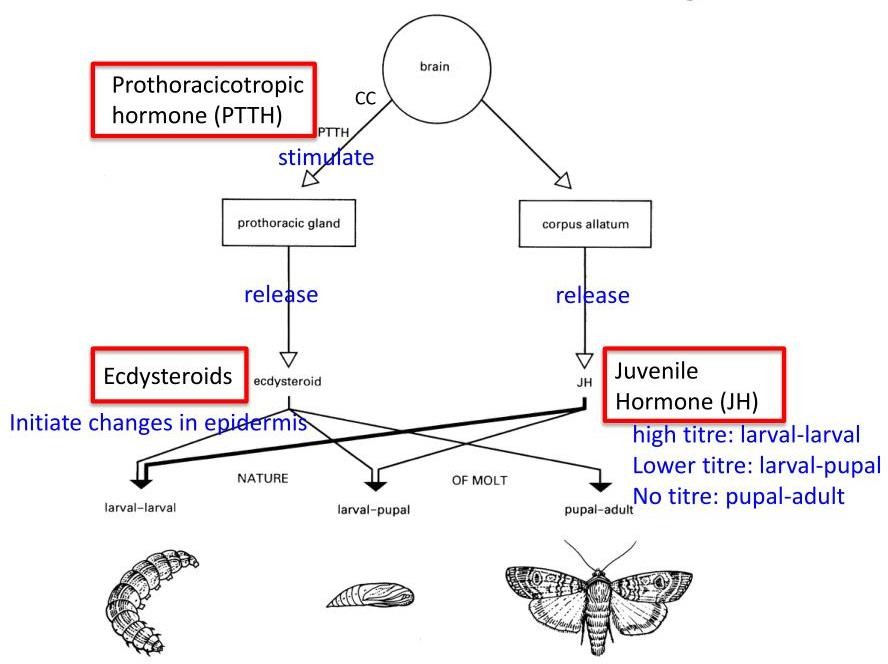 brain
Prothoracicotropic
hormone (PTTH)
CC
PTTH
stimulate
prothoracic gland
corpus allatum
release
release
Ecdysteroids
ecdysteroid
JH
Juvenile
Hormone (JH)
Initiate changes in epidermis
high titre: larval-larval
Lower titre: larval-pupal
No titre: pupal-adult
NATURE
OF MOLT
larval–larval
larval–pupal
pupal–adult